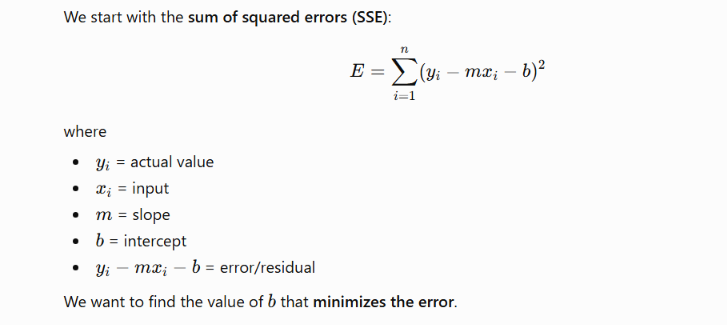 We start with the sum of squared errors (SSE):
E = \sum_{i=1}^{n} (y_i − mx_i − b)^2
where
• y_i = actual value
• x_i = input
• m = slope
• b = intercept
• y_i − mx_i − b = error/residual
We want to find the value of b that minimizes the error.